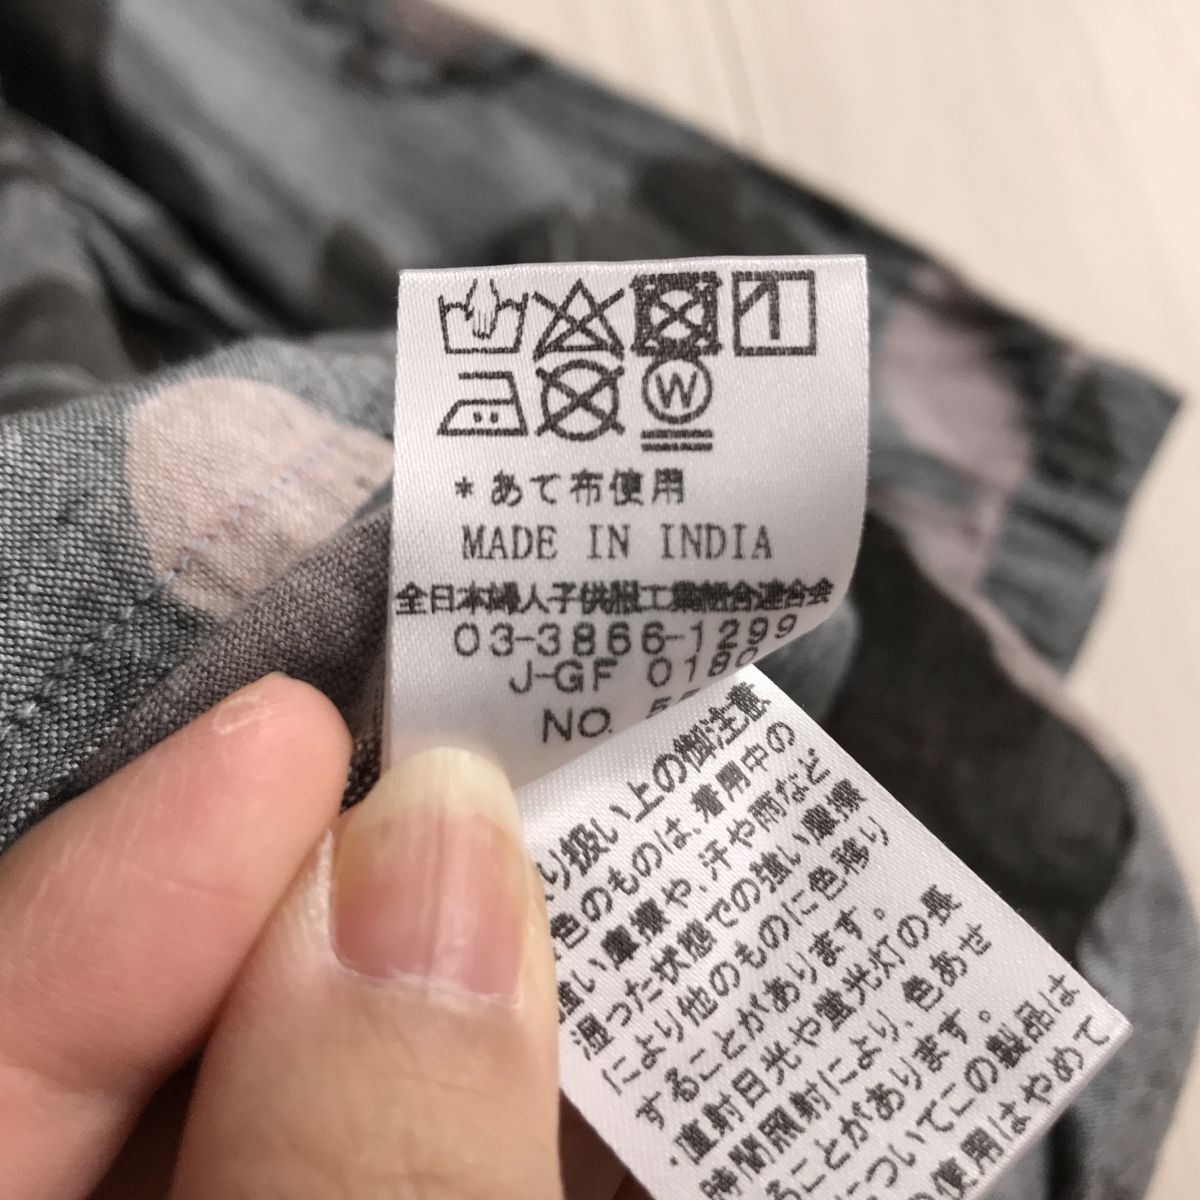 W
*あて布使用
MADE IN INDIA
全日本婦人子供服工業組合連合会
03-3866-1299
J-GF 0180
NO.
り扱い上の御注意
色のものは、着用中の
強い摩擦や、汗や雨など
湿った状態での強い摩擦
により他のものに色移り
することがあります。
・直射日光や蛍光灯の長
時間照射により、色あせ
ることがあります。
についてこの製品は
使用はやめて